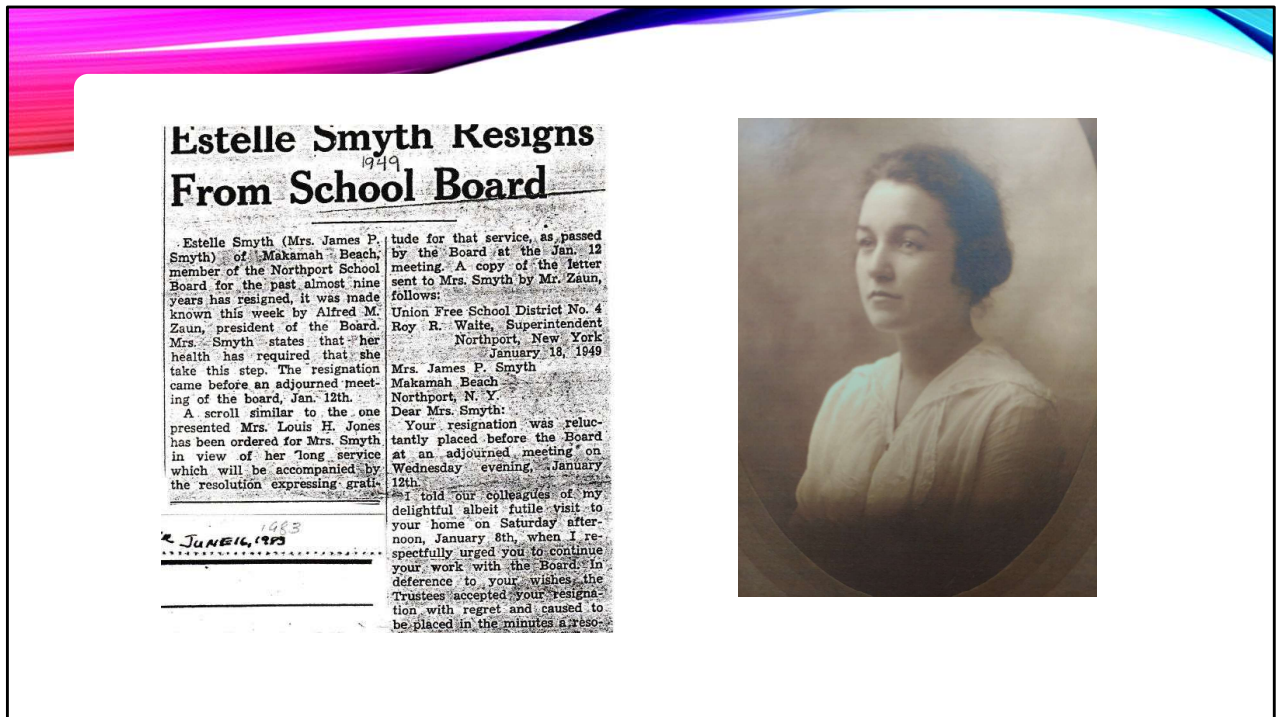 Estelle Smyth Resigns
1949
From School Board
Estelle Smyth (Mrs. James P.
Smyth) of Makamah Beach,
member of the Northport School
Board for the past almost nine
years has resigned, it was made
known this week by Alfred M.
Zaun, president of the Board.
Mrs. Smyth states that her
health has required that she
take this step. The resignation
came before an adjourned meet-
ing of the board, Jan. 12th.
A scroll similar to the one
presented Mrs. Louis H. Jones
has been ordered for Mrs. Smyth
in view of her long service
which will be accompanied by
the resolution expressing grati-
1983
JUNE 16, 1983
tude for that service, as passed
by the Board at the Jan. 12
meeting. A copy of the letter
sent to Mrs. Smyth by Mr. Zaun,
follows:
Union Free School District No. 4
Roy R. Waite, Superintendent
Northport, New York
January 18, 1949
Mrs. James P. Smyth
Makamah Beach
Northport, N. Y.
Dear Mrs. Smyth:
Your resignation was reluc-
tantly placed before the Board
at an adjourned meeting on
Wednesday evening, January
12th.
I told our colleagues of my
delightful albeit futile visit to
your home on Saturday after-
noon, January 8th, when I re-
spectfully urged you to continue
your work with the Board. In
deference to your wishes the
Trustees accepted your resigna-
tion with regret and caused to
be placed in the minutes a reso-